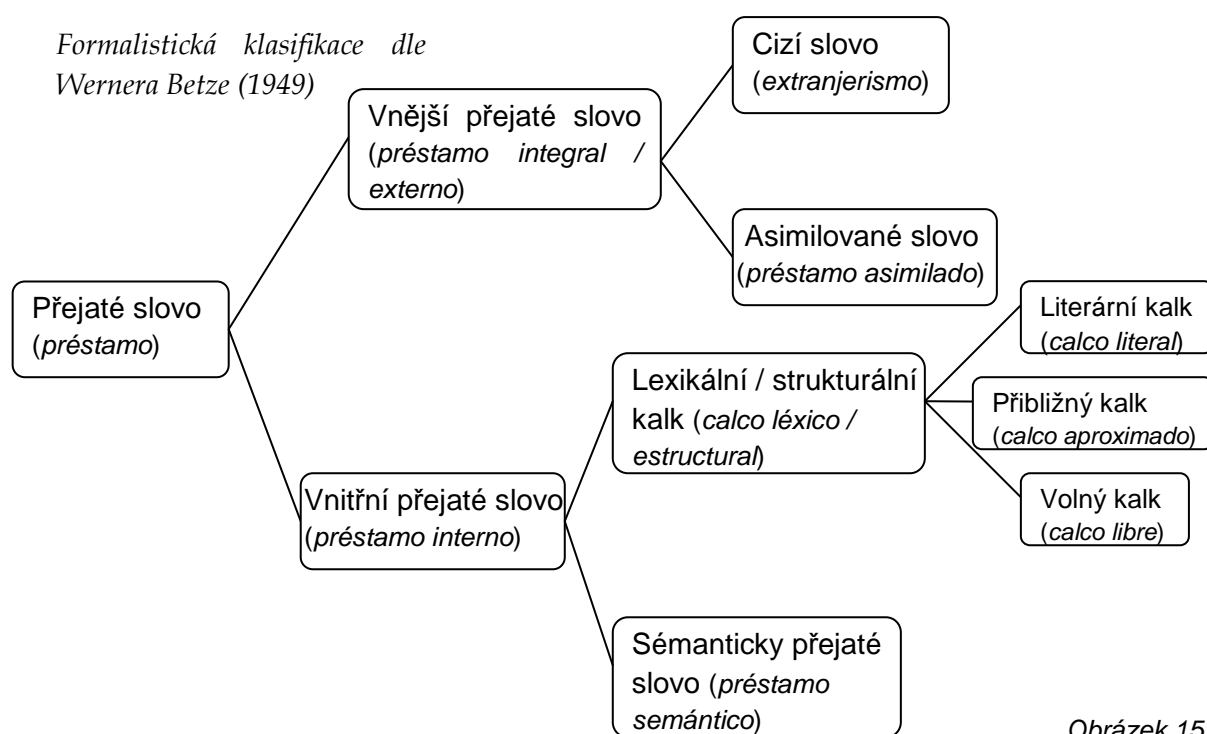 Formalistická klasifikace dle
Wernera Betze (1949)
Cizí slovo
(extranjerismo)
Vnější přejaté slovo
(préstamo integral /
externo)
Asimilované slovo
(préstamo asimilado)
Přejaté slovo
(préstamo)
Literární kalk
(calco literal)
Lexikální / strukturální
kalk (calco léxico /
estructural)
Přibližný kalk
(calco aproximado)
Vnitřní přejaté slovo
(préstamo interno)
Volný kalk
(calco libre)
Sémanticky přejaté
slovo (préstamo
semántico)
Obrázek 15